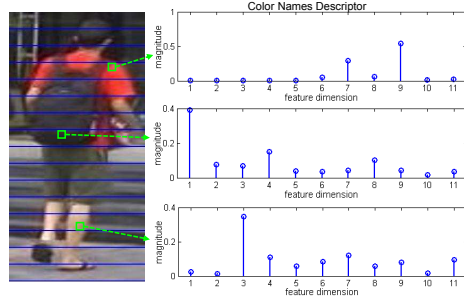 Color Names Descriptor
1
0.5
0
magnitude
1 2 3 4 5 6 7 8 9 10 11
feature dimension
0.4
0.2
0
magnitude
1 2 3 4 5 6 7 8 9 10 11
feature dimension
0.4
0.2
0
magnitude
1 2 3 4 5 6 7 8 9 10 11
feature dimension